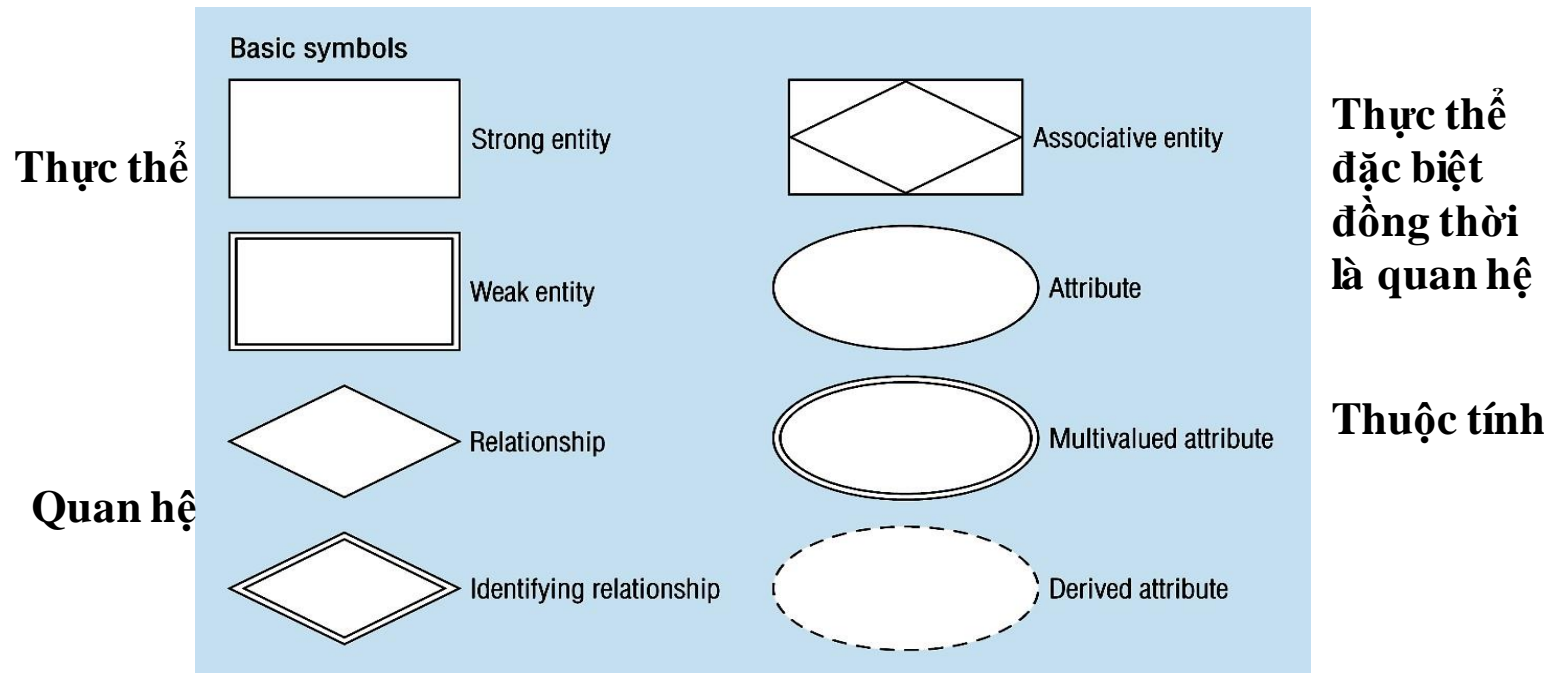 Basic symbols
Thực thể
Strong entity
Associative entity
Thực thể
đặc biệt
đồng thời
là quan hệ
Weak entity
Attribute
Relationship
Multivalued attribute
Thuộc tính
Quan hệ
Identifying relationship
Derived attribute